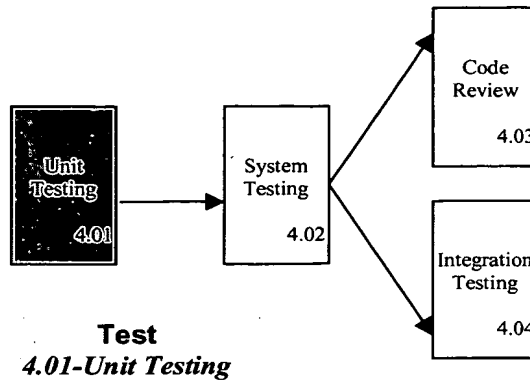 Unit
Testing
4.01
System
Testing
4.02
Code
Review
4.03
Integration
Testing
4.04
Test
4.01-Unit Testing